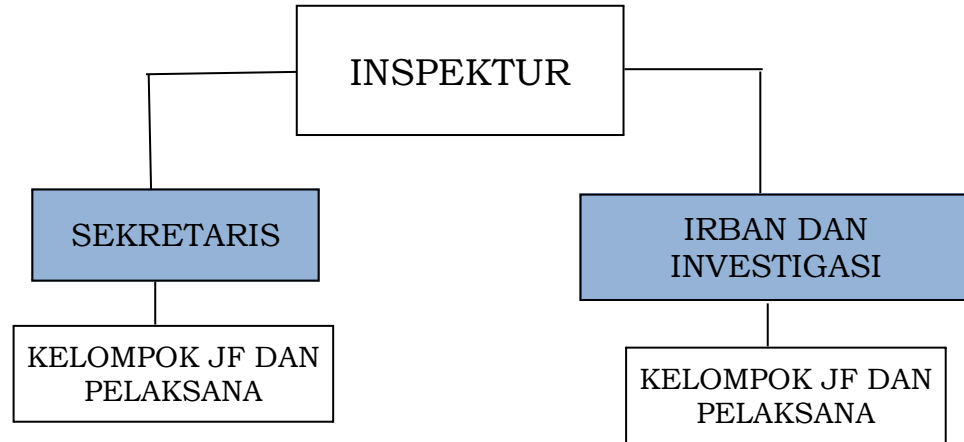 INSPEKTUR
SEKRETARIS
IRBAN DAN
INVESTIGASI
KELOMPOK JF DAN
PELAKSANA
KELOMPOK JF DAN
PELAKSANA